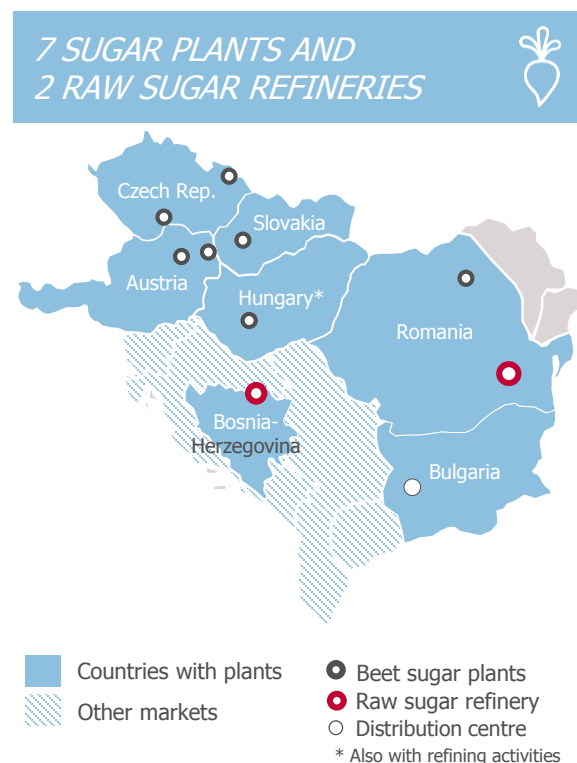 7 SUGAR PLANTS AND
2 RAW SUGAR REFINERIES
Czech Rep.
Slovakia
Austria
Hungary*
Romania
Bosnia-
Herzegovina
Bulgaria
Countries with plants
Other markets
Beet sugar plants
Raw sugar refinery
Distribution centre
* Also with refining activities